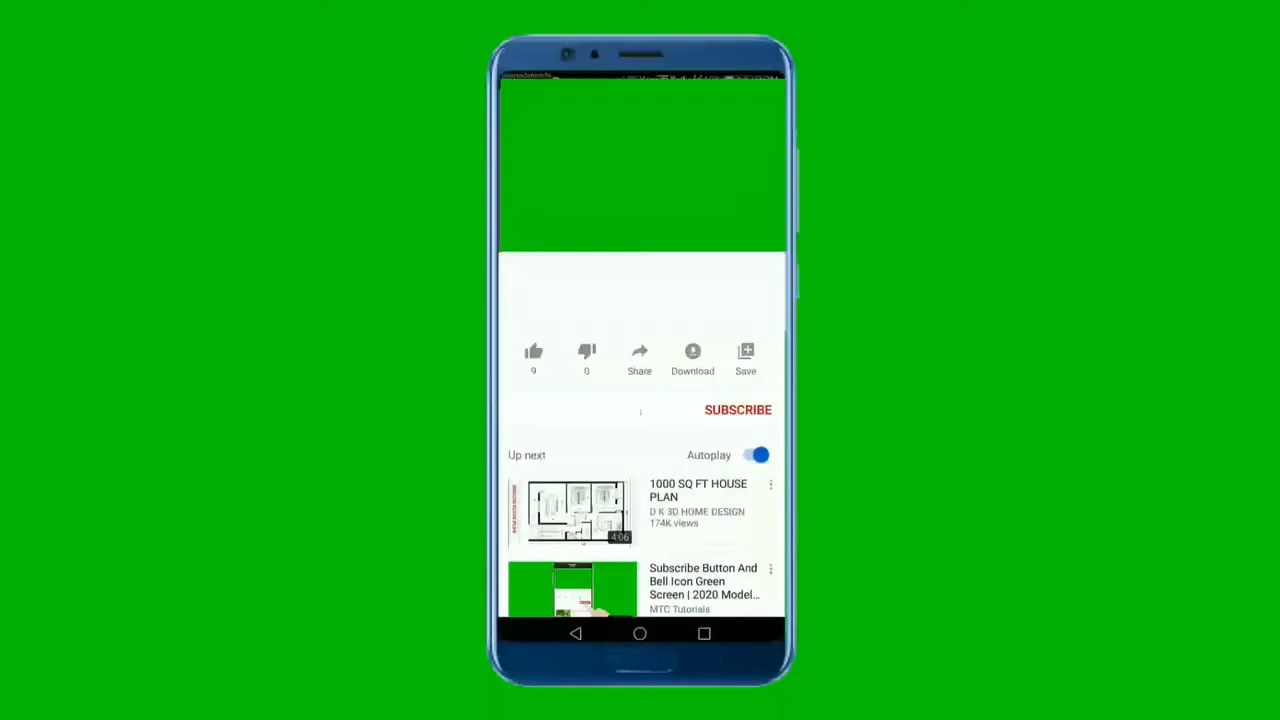 9
0
Share
Download
Save
SUBSCRIBE
Up next
Autoplay
1000 SQ FT HOUSE
PLAN
D K 3D HOME DESIGN
174K views
4:06
Subscribe Button And
Bell Icon Green
Screen | 2020 Model...
MTC Tutorials